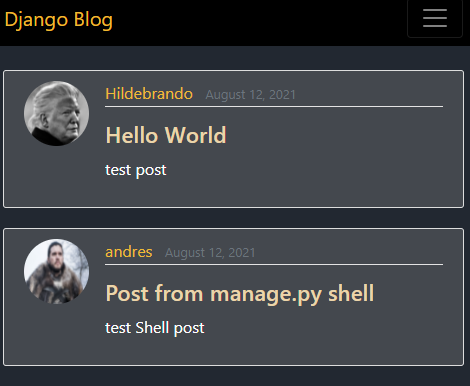 Django Blog
Hildebrando August 12, 2021
Hello World
test post
andres August 12, 2021
Post from manage.py shell
test Shell post